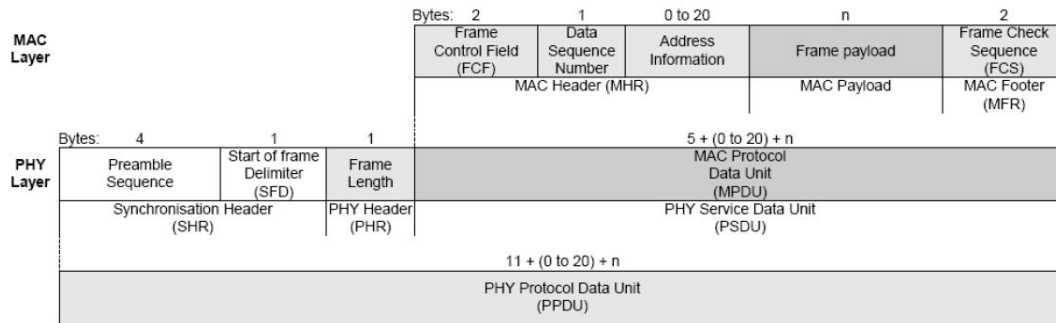 Bytes: 2 1 0 to 20 n 2
MAC Layer
Frame Control Field (FCF)
Data Sequence Number
Address Information
Frame payload
Frame Check Sequence (FCS)
MAC Header (MHR)
MAC Payload
MAC Footer (MFR)
Bytes: 4 1 1 5 + (0 to 20) + n
PHY Layer
Preamble Sequence
Start of frame Delimiter (SFD)
Frame Length
MAC Protocol Data Unit (MPDU)
Synchronisation Header (SHR)
PHY Header (PHR)
PHY Service Data Unit (PSDU)
11 + (0 to 20) + n
PHY Protocol Data Unit (PPDU)